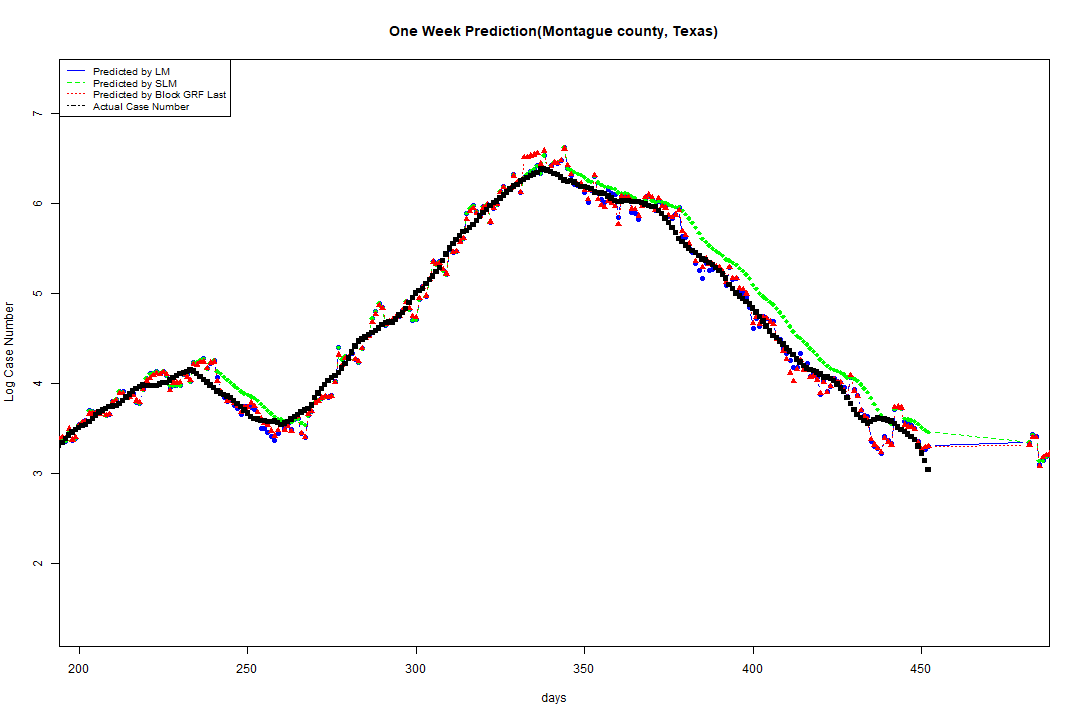 One Week Prediction(Montague county, Texas)
Predicted by LM
Predicted by SLM
Predicted by Block GRF Last
Actual Case Number
7
6
5
4
3
2
Log Case Number
200 250 300 350 400 450
days